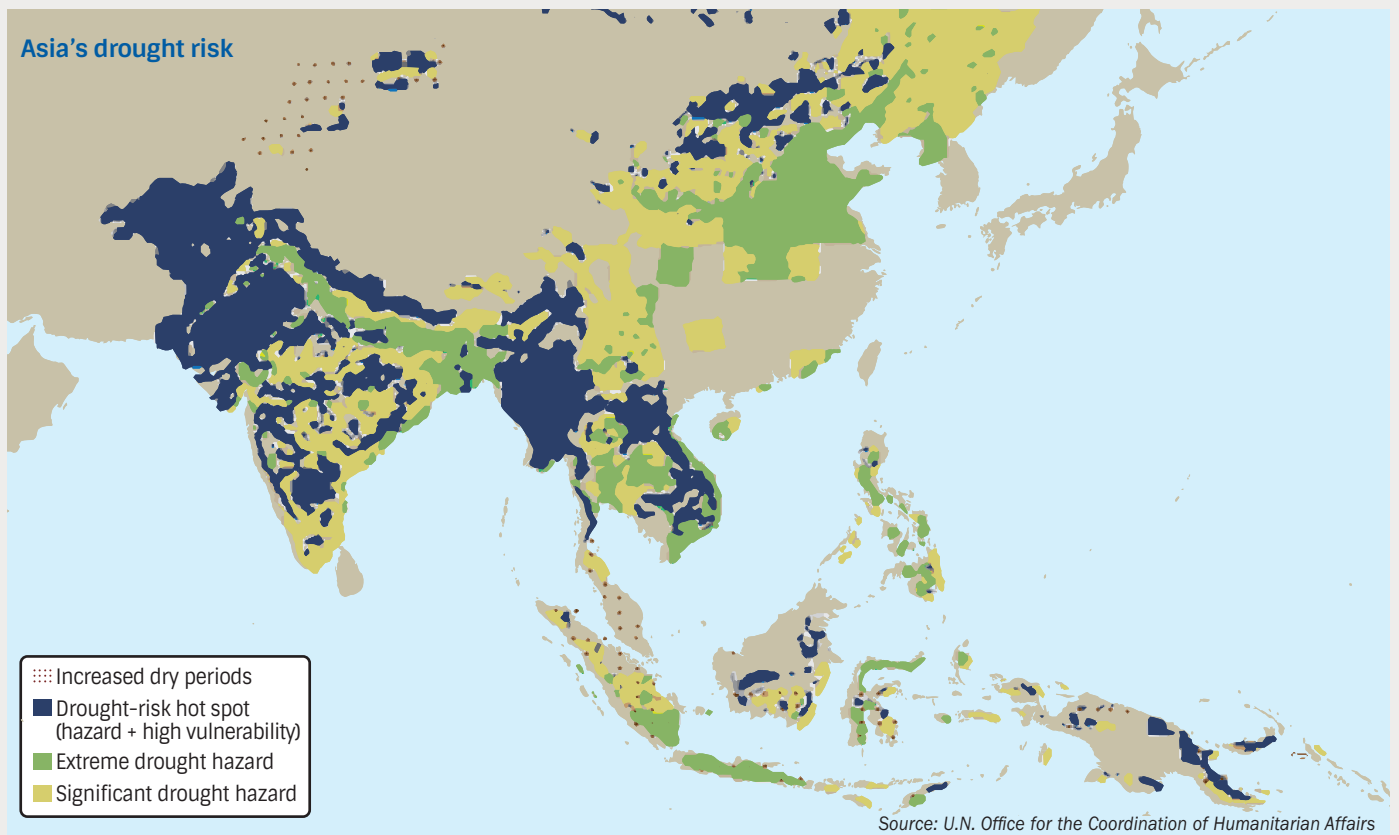 Asia's drought risk
Increased dry periods
Drought-risk hot spot
(hazard + high vulnerability)
Extreme drought hazard
Significant drought hazard
Source: U.N. Office for the Coordination of Humanitarian Affairs